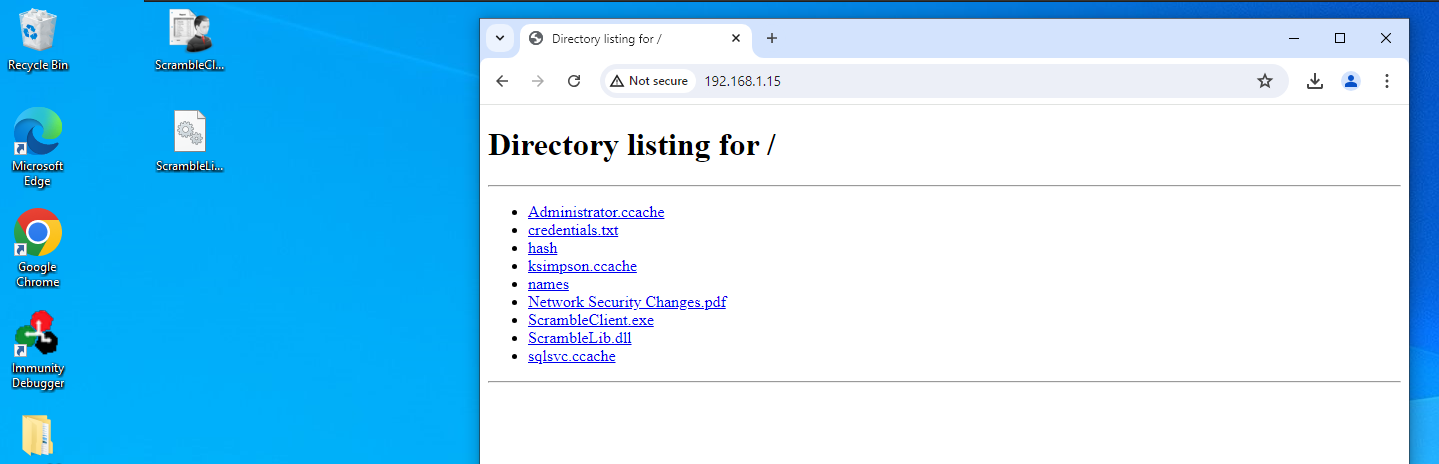 Recycle Bin
ScrambleCl...
Microsoft
Edge
ScrambleLi...
Google
Chrome
Immunity
Debugger
Directory listing for /
Not secure
192.168.1.15
Directory listing for /
Administrator.ccache
credentials.txt
hash
ksimpson.ccache
names
Network Security Changes.pdf
ScrambleClient.exe
ScrambleLib.dll
sqlsvc.ccache